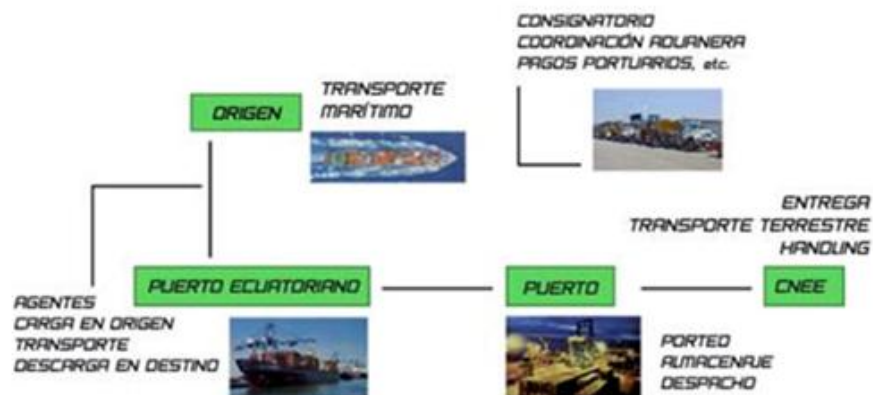 CONSIGNATORIO
COORDINACIÓN ADUANERA
PAGOS PORTUARIOS, etc.
ORIGEN
TRANSPORTE
MARÍTIMO
ENTREGA
TRANSPORTE TERRESTRE
HANDLING
PUERTO ECUATORIANO
PUERTO
CNEE
AGENTES
CARGA EN ORIGEN
TRANSPORTE
DESCARGA EN DESTINO
PORTEO
ALMACENAJE
DESPACHO